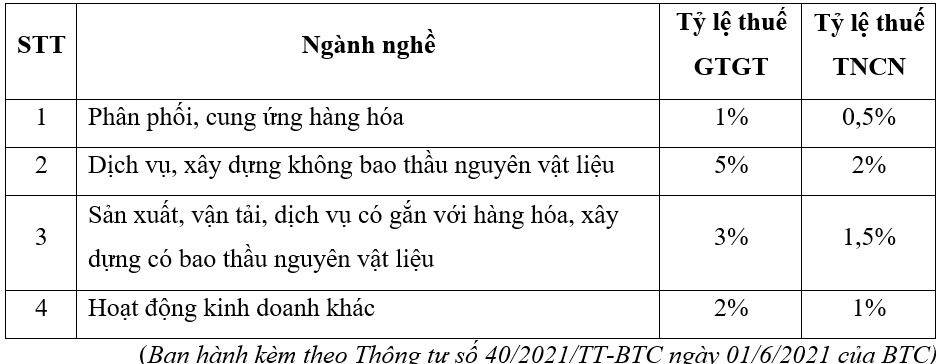 STT Ngành nghề Tỷ lệ thuế GTGT Tỷ lệ thuế TNCN
1 Phân phối, cung ứng hàng hóa 1% 0,5%
2 Dịch vụ, xây dựng không bao thầu nguyên vật liệu 5% 2%
3 Sản xuất, vận tải, dịch vụ có gắn với hàng hóa, xây
dựng có bao thầu nguyên vật liệu 3% 1,5%
4 Hoạt động kinh doanh khác 2% 1%
(Ban hành kèm theo Thông tư số 40/2021/TT-BTC ngày 01/6/2021 của BTC)